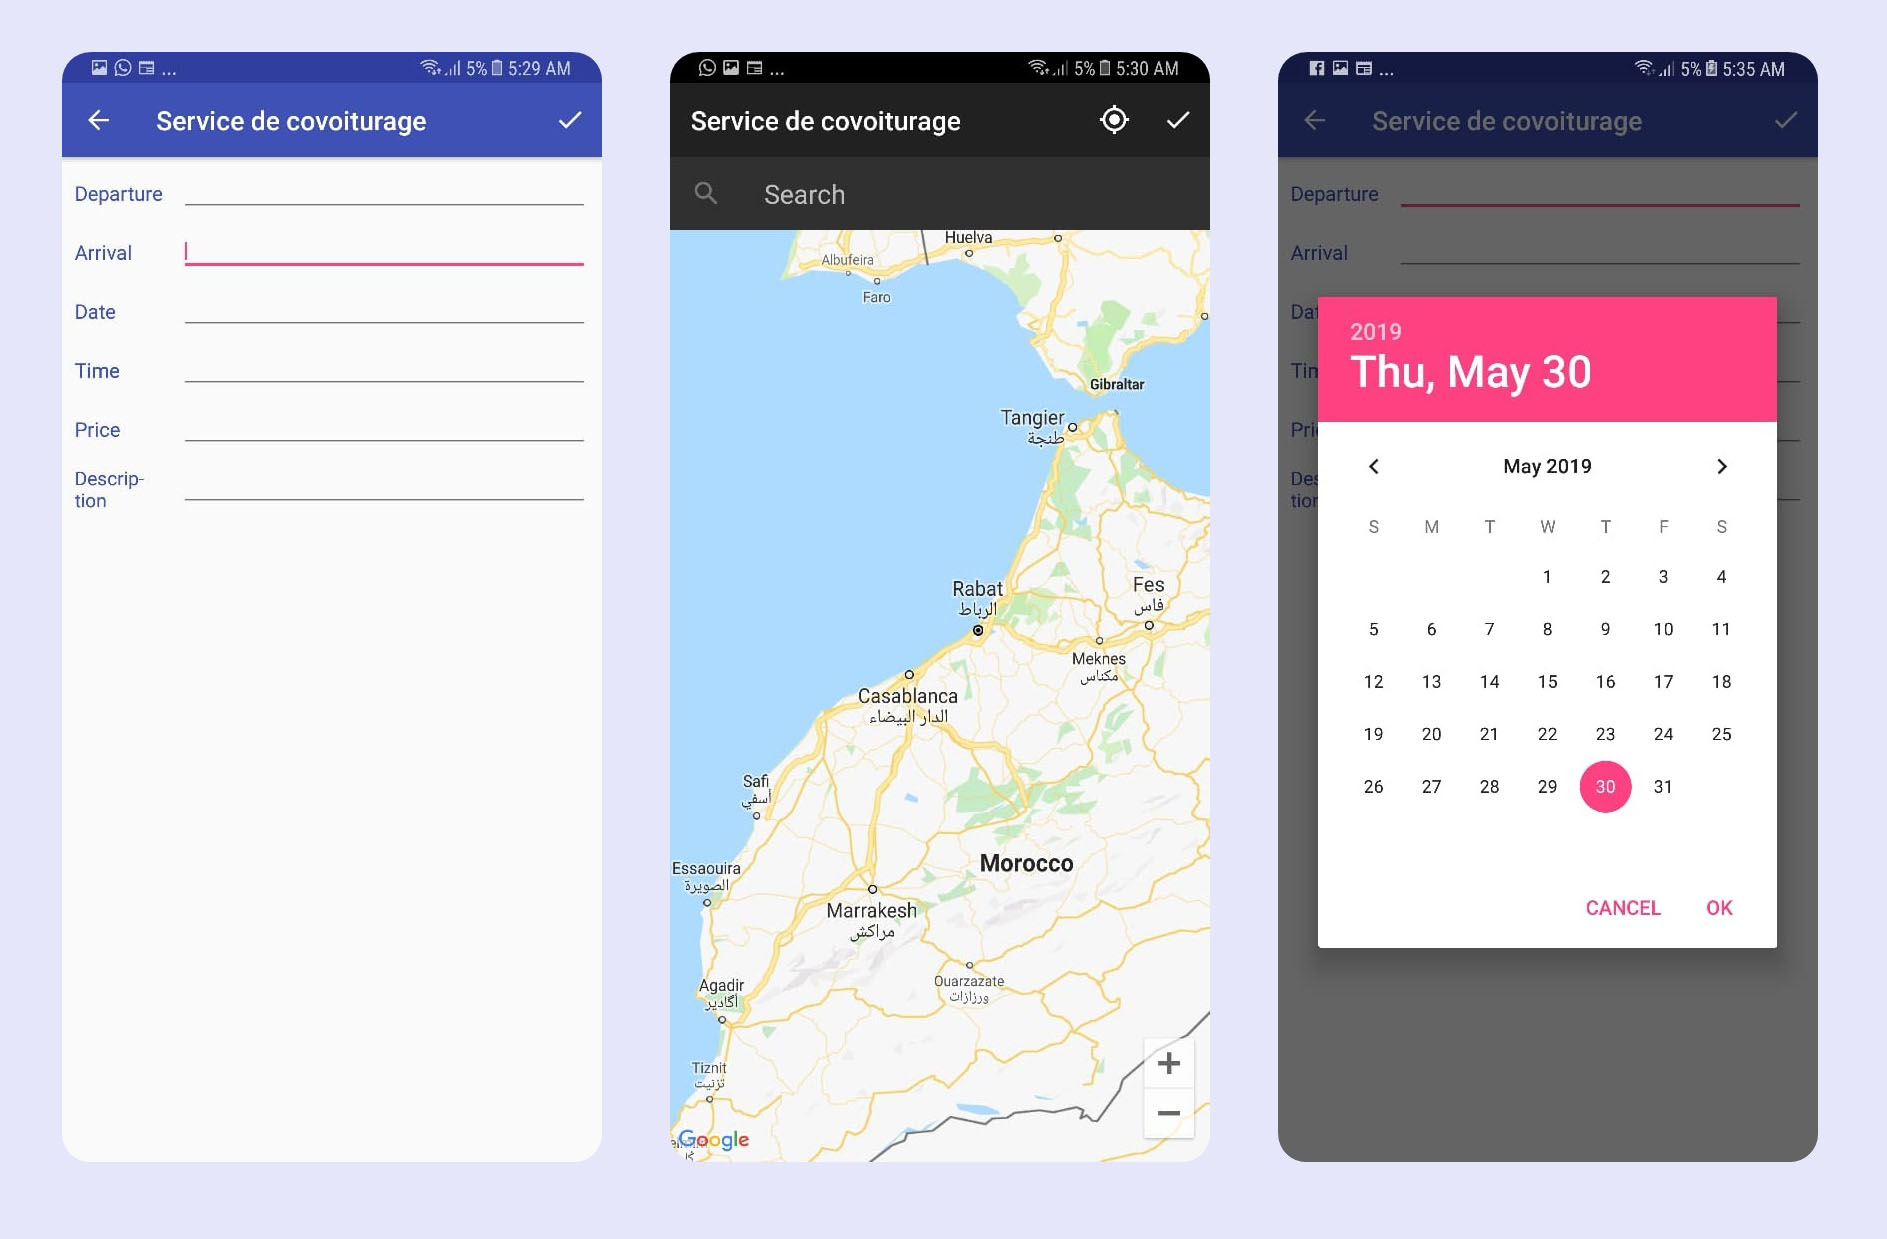 ... 5% 5:29 AM
Service de covoiturage
Departure
Arrival
Date
Time
Price
Descrip-
tion
... 5% 5:30 AM
Service de covoiturage
Search
Huelva
Albufeira
Faro
Gibraltar
Tangier
طنجة
Rabat
الرباط
Fes
فاس
Meknes
مكناس
Casablanca
الدار البيضاء
Safi
أسفي
Essaouira
الصويرة
Morocco
Marrakesh
مراكش
Ouarzazate
ورزازات
Agadir
أكادير
Tiznit
تزنيت
Google
... 5% 5:35 AM
Service de covoiturage
Departure
Arrival
2019
Thu, May 30
May 2019
S M T W T F S
1 2 3 4
5 6 7 8 9 10 11
12 13 14 15 16 17 18
19 20 21 22 23 24 25
26 27 28 29 30 31
CANCEL OK